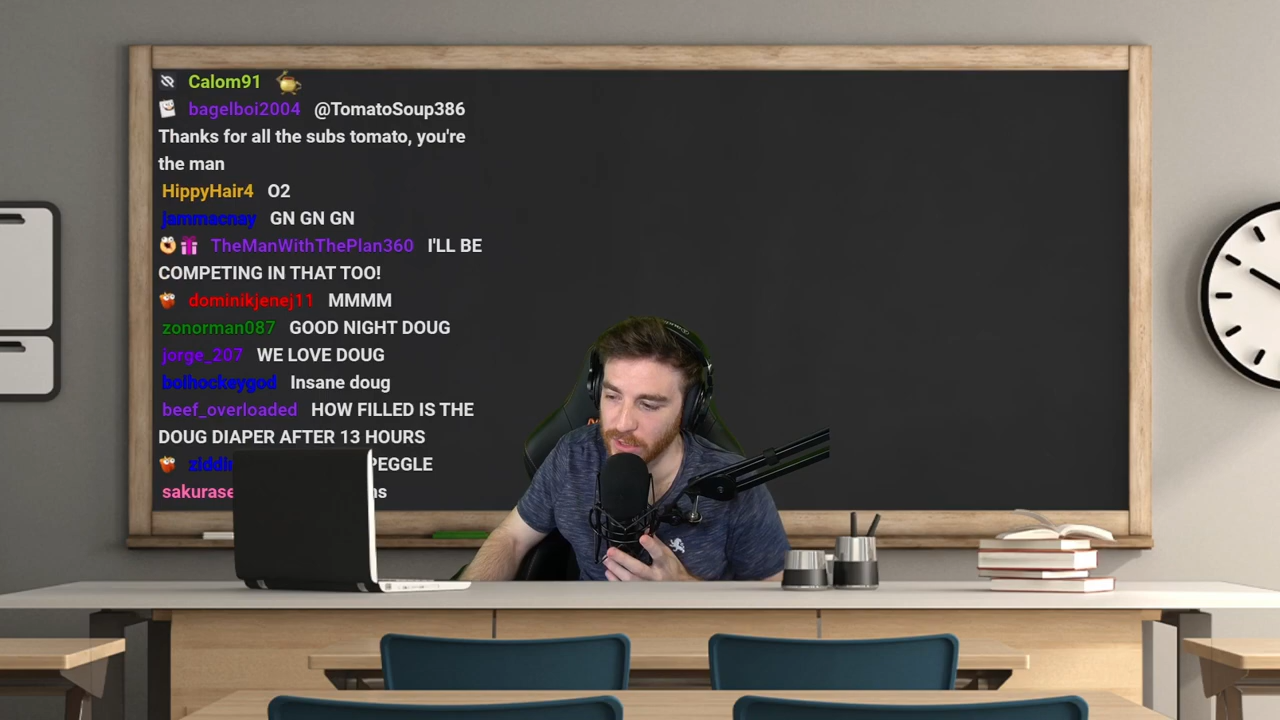 Calom91
bagelboi2004 @TomatoSoup386
Thanks for all the subs tomato, you're
the man
HippyHair4 O2
jammacnay GN GN GN
TheManWithThePlan360 I'LL BE
COMPETING IN THAT TOO!
dominikjenej11 MMMM
zonorman087 GOOD NIGHT DOUG
jorge_207 WE LOVE DOUG
boihockeygod Insane doug
beef_overloaded HOW FILLED IS THE
DOUG DIAPER AFTER 13 HOURS
PEGGLE